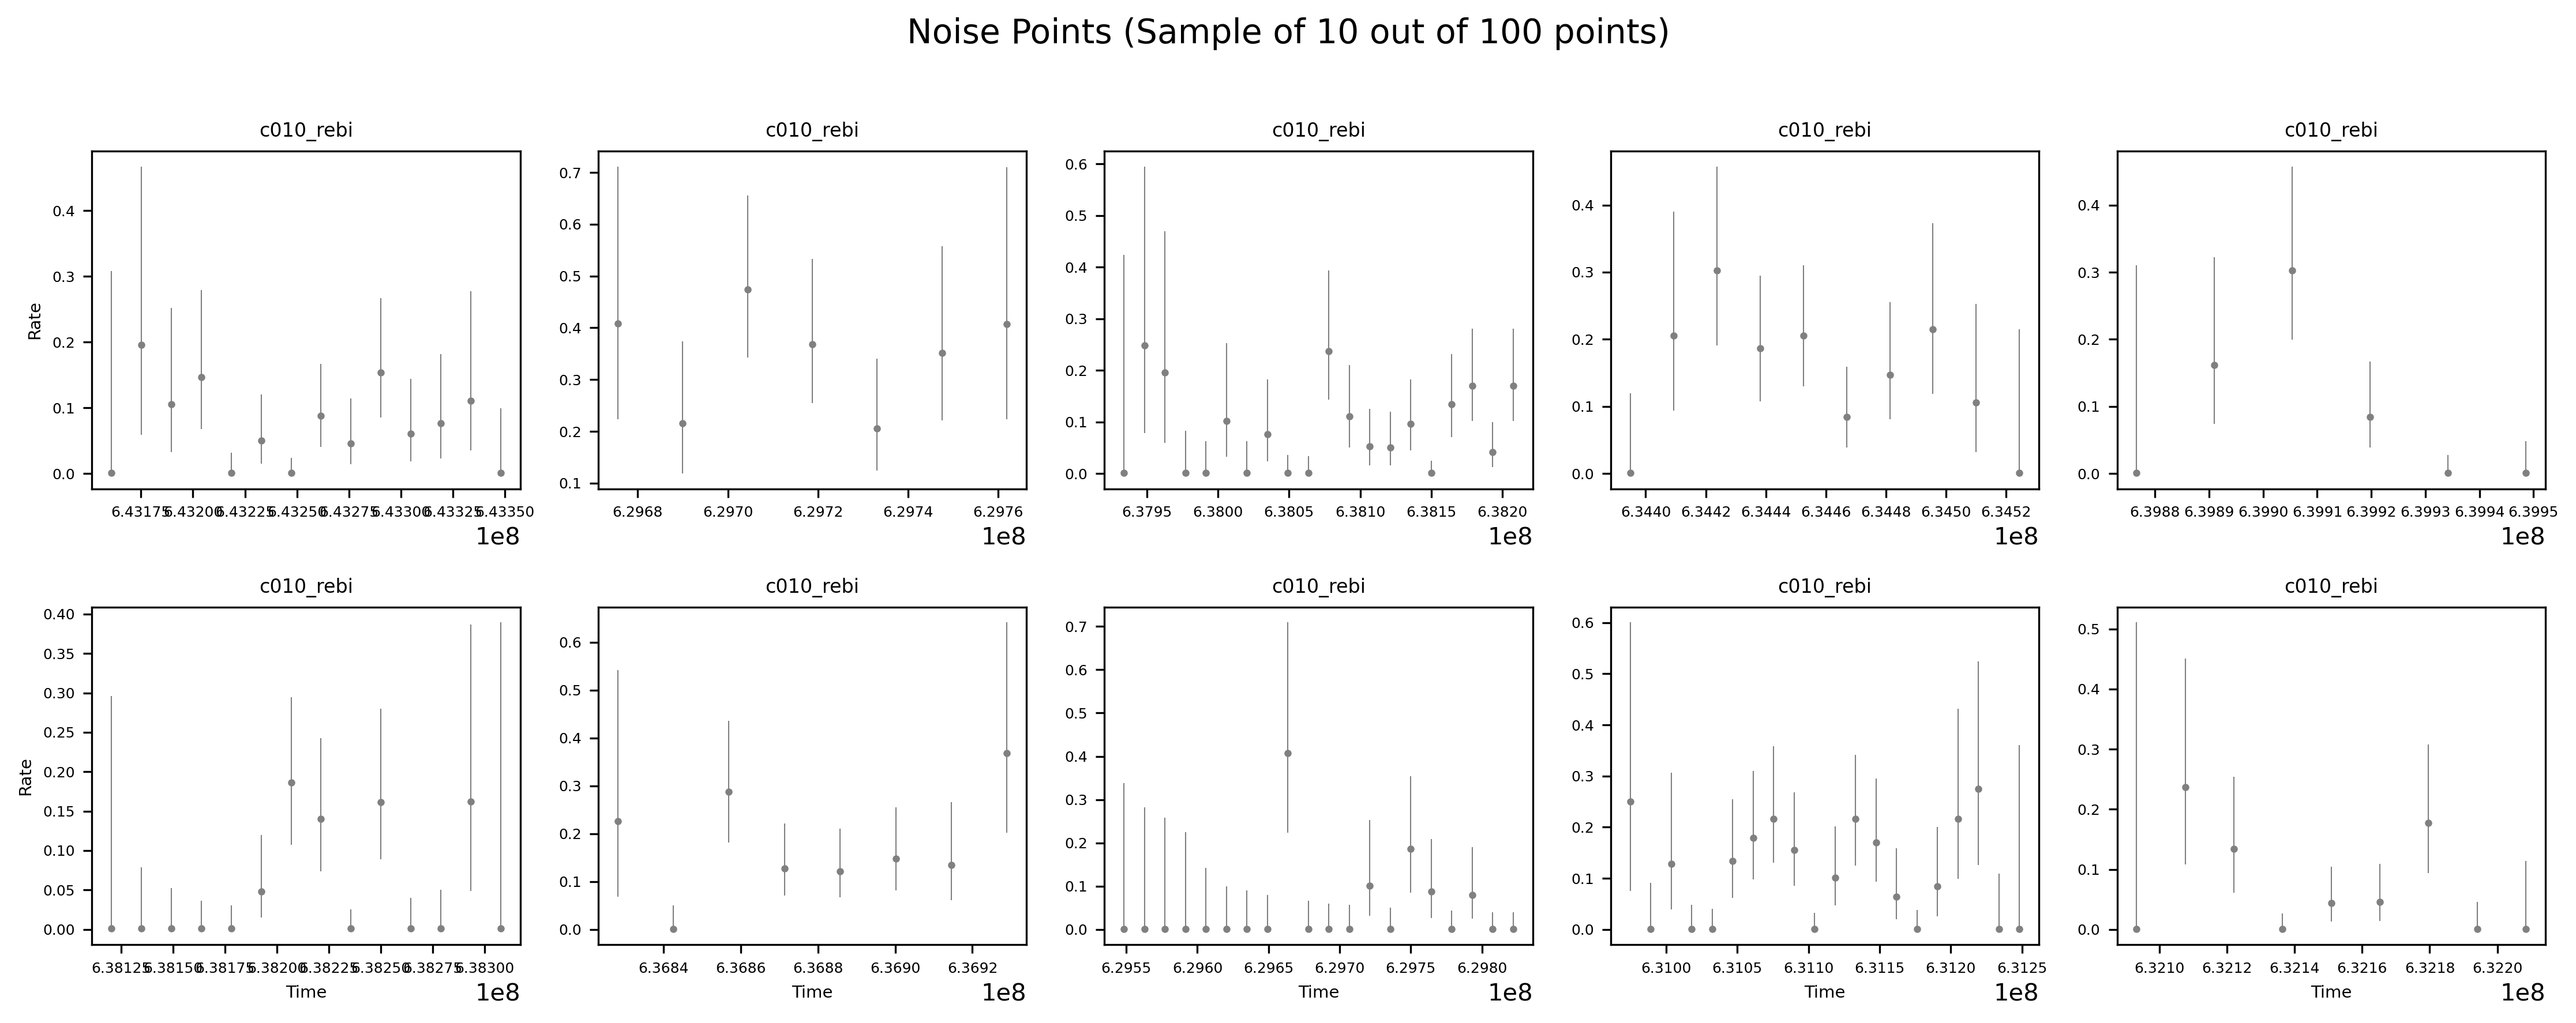 Noise Points (Sample of 10 out of 100 points)
c010_rebi c010_rebi c010_rebi c010_rebi c010_rebi
Rate
0.4 0.3 0.2 0.1 0.0
6.43175 6.43200 6.43225 6.43250 6.43275 6.43300 6.43325 6.43350
1e8
0.7 0.6 0.5 0.4 0.3 0.2 0.1
6.2968 6.2970 6.2972 6.2974 6.2976
1e8
0.6 0.5 0.4 0.3 0.2 0.1 0.0
6.3795 6.3800 6.3805 6.3810 6.3815 6.3820
1e8
0.4 0.3 0.2 0.1 0.0
6.3440 6.3442 6.3444 6.3446 6.3448 6.3450 6.3452
1e8
0.4 0.3 0.2 0.1 0.0
6.3988 6.3989 6.3990 6.3991 6.3992 6.3993 6.3994 6.3995
1e8
c010_rebi c010_rebi c010_rebi c010_rebi c010_rebi
Rate
0.40 0.35 0.30 0.25 0.20 0.15 0.10 0.05 0.00
6.38125 6.38150 6.38175 6.38200 6.38225 6.38250 6.38275 6.38300
Time 1e8
0.6 0.5 0.4 0.3 0.2 0.1 0.0
6.3684 6.3686 6.3688 6.3690 6.3692
Time 1e8
0.7 0.6 0.5 0.4 0.3 0.2 0.1 0.0
6.2955 6.2960 6.2965 6.2970 6.2975 6.2980
Time 1e8
0.6 0.5 0.4 0.3 0.2 0.1 0.0
6.3100 6.3105 6.3110 6.3115 6.3120 6.3125
Time 1e8
0.5 0.4 0.3 0.2 0.1 0.0
6.3210 6.3212 6.3214 6.3216 6.3218 6.3220
Time 1e8